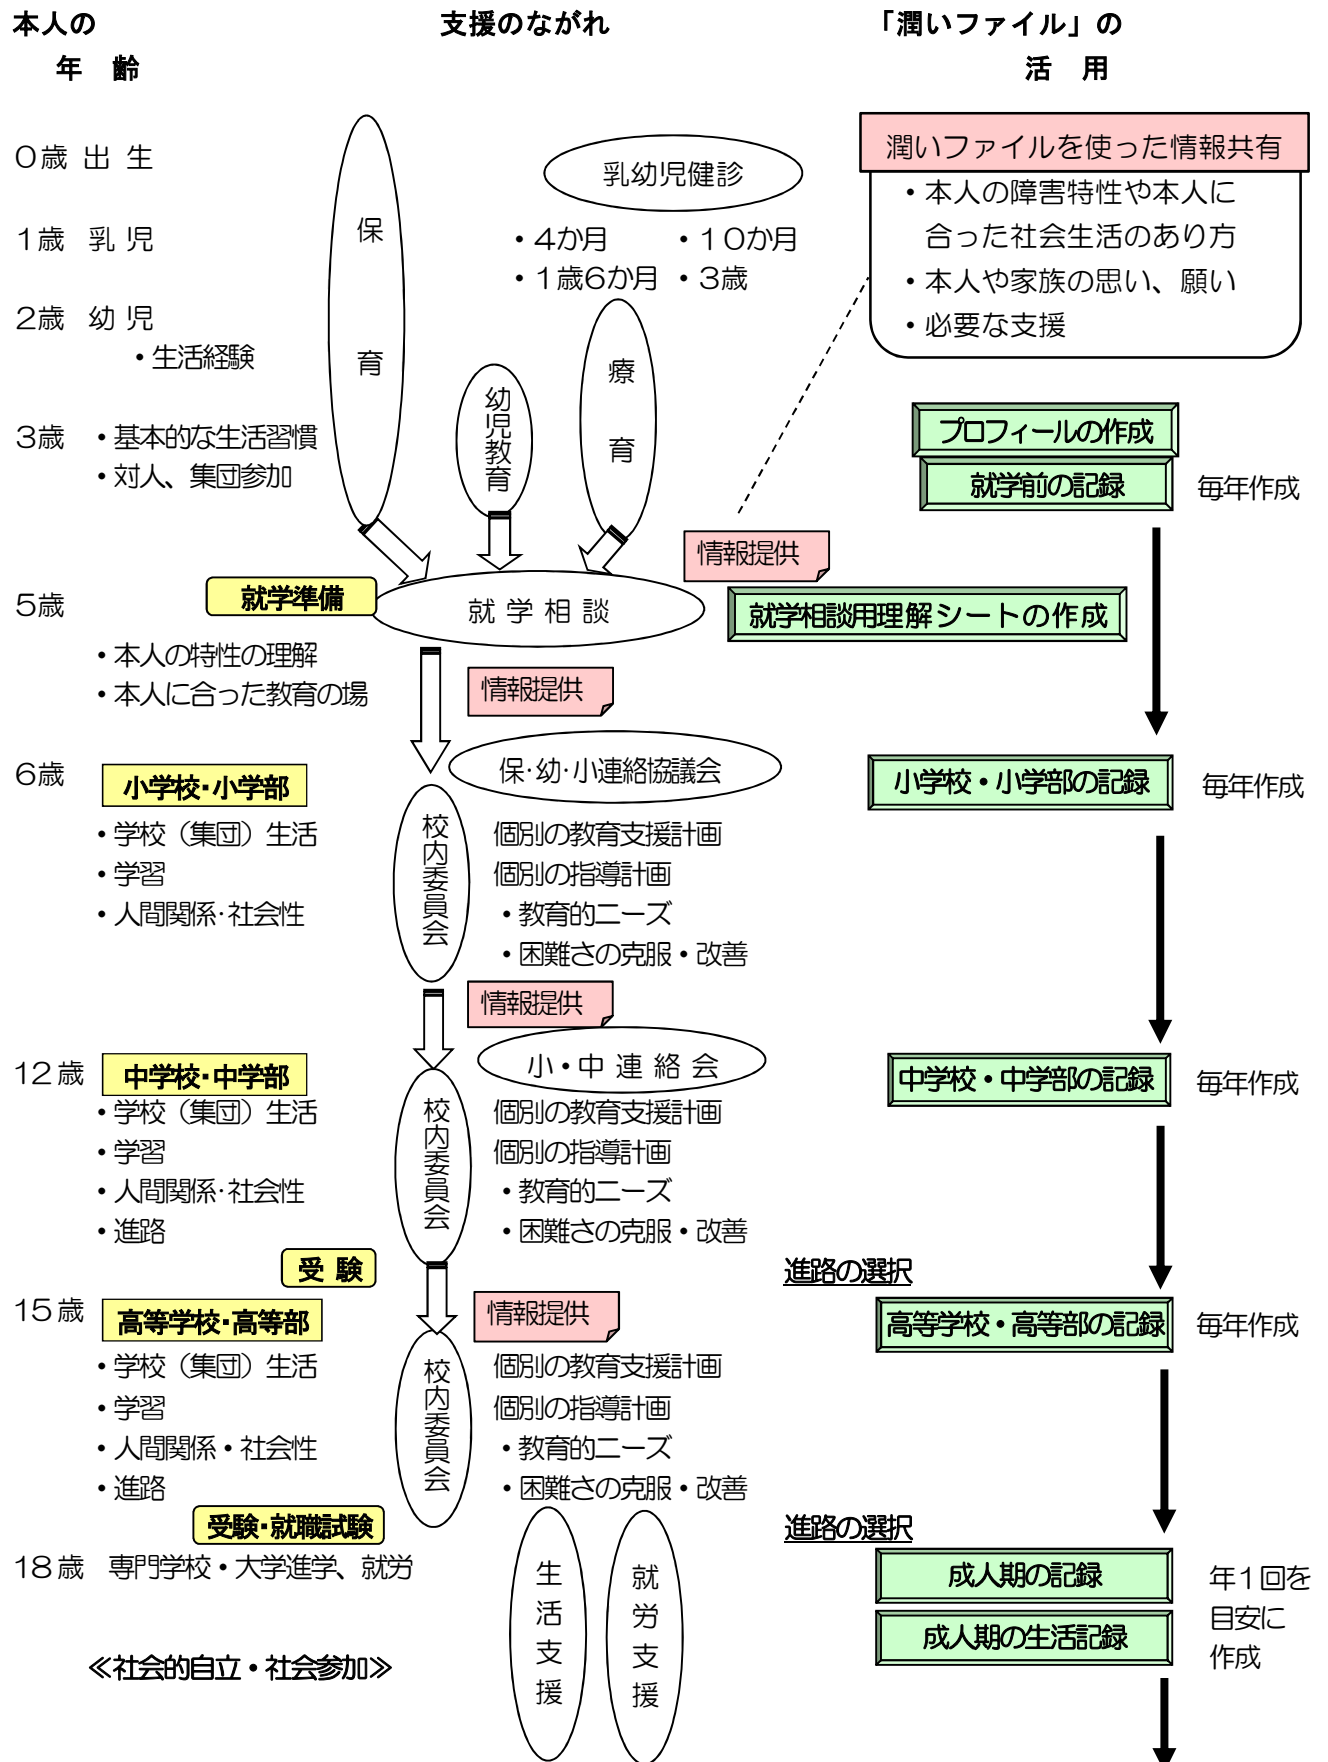 本人の 支援のながれ 「潤いファイル」の
年 齢 活 用
0歳 出 生
乳幼児健診
潤いファイルを使った情報共有
・本人の障害特性や本人に
合った社会生活のあり方
・本人や家族の思い、願い
・必要な支援
1歳 乳 児
保育
・4か月 ・10か月
・1歳6か月 ・3歳
2歳 幼 児
・生活経験
幼児教育
療育
3歳 ・基本的な生活習慣
・対人、集団参加
プロフィールの作成
就学前の記録 毎年作成
情報提供
5歳 就学準備 就 学 相 談 就学相談用理解シートの作成
・本人の特性の理解
・本人に合った教育の場
情報提供
6歳 小学校・小学部 保・幼・小連絡協議会 小学校・小学部の記録 毎年作成
・学校（集団）生活
・学習
・人間関係・社会性
校内委員会
個別の教育支援計画
個別の指導計画
・教育的ニーズ
・困難さの克服・改善
情報提供
12歳 中学校・中学部 小・中 連 絡 会 中学校・中学部の記録 毎年作成
・学校（集団）生活
・学習
・人間関係・社会性
・進路
校内委員会
個別の教育支援計画
個別の指導計画
・教育的ニーズ
・困難さの克服・改善
受 験 進路の選択
15歳 高等学校・高等部 情報提供 高等学校・高等部の記録 毎年作成
・学校（集団）生活
・学習
・人間関係・社会性
・進路
校内委員会
個別の教育支援計画
個別の指導計画
・教育的ニーズ
・困難さの克服・改善
受験・就職試験 進路の選択
18歳 専門学校・大学進学、就労
生活支援
就労支援
成人期の記録
成人期の生活記録
年1回を
目安に
作成
≪社会的自立・社会参加≫